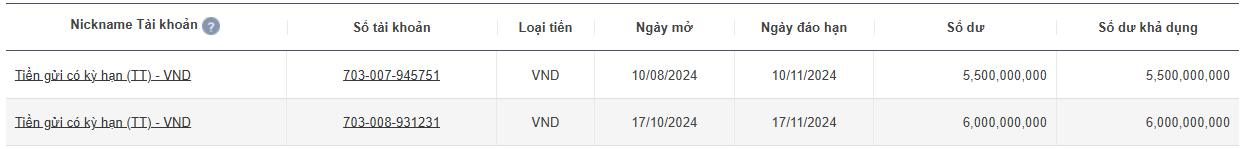 Nickname Tài khoản ? Số tài khoản Loại tiền Ngày mở Ngày đáo hạn Số dư Số dư khả dụng
Tiền gửi có kỳ hạn (TT) - VND 703-007-945751 VND 10/08/2024 10/11/2024 5,500,000,000 5,500,000,000
Tiền gửi có kỳ hạn (TT) - VND 703-008-931231 VND 17/10/2024 17/11/2024 6,000,000,000 6,000,000,000